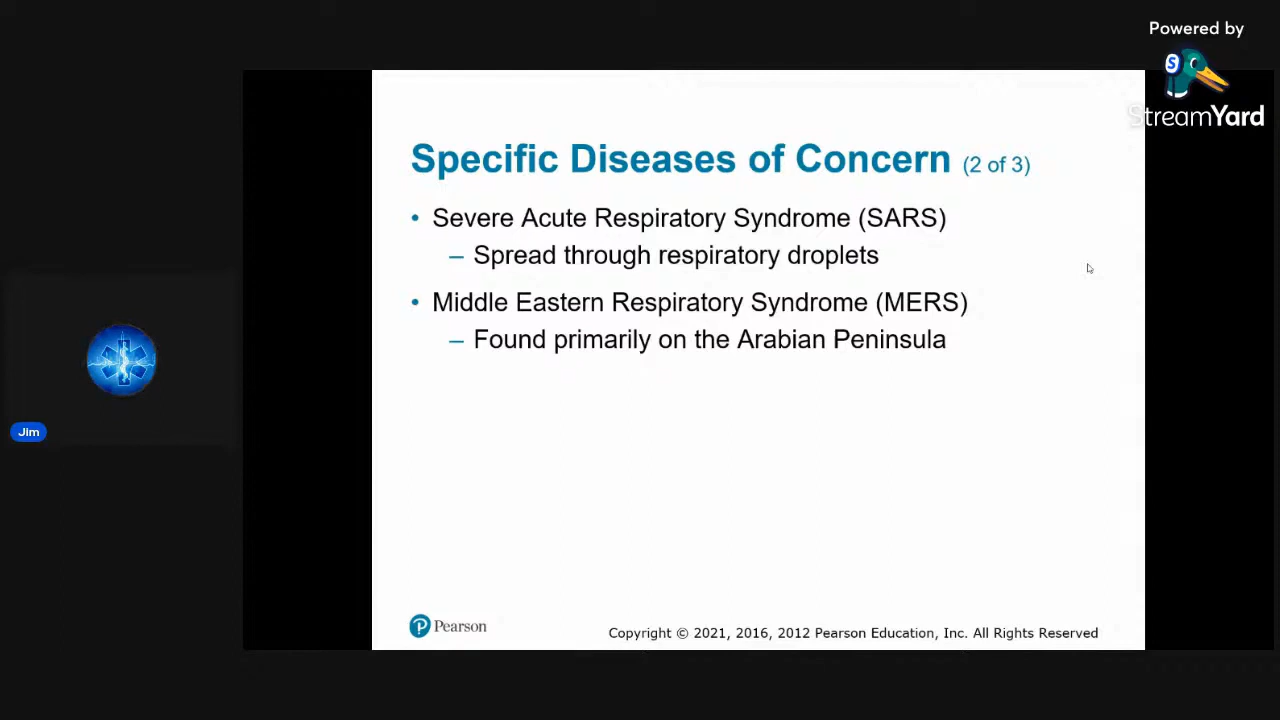 Powered by
StreamYard
Specific Diseases of Concern (2 of 3)
• Severe Acute Respiratory Syndrome (SARS)
– Spread through respiratory droplets
• Middle Eastern Respiratory Syndrome (MERS)
– Found primarily on the Arabian Peninsula
Jim
Pearson
Copyright © 2021, 2016, 2012 Pearson Education, Inc. All Rights Reserved